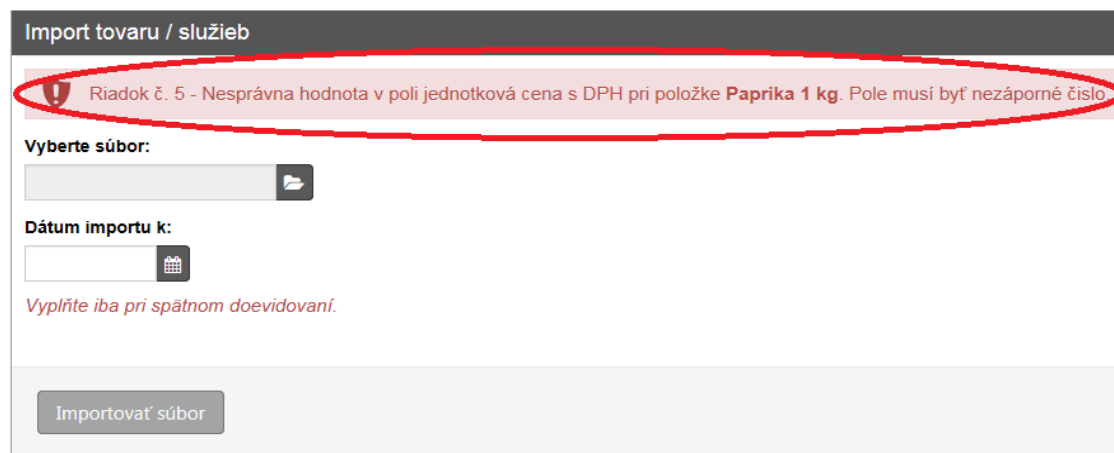 Import tovaru / služieb
Riadok č. 5 - Nesprávna hodnota v poli jednotková cena s DPH pri položke Paprika 1 kg. Pole musí byť nezáporné čislo
Vyberte súbor:
Dátum importu k:
Vyplňte iba pri spätnom doevidovaní.
Importovať súbor